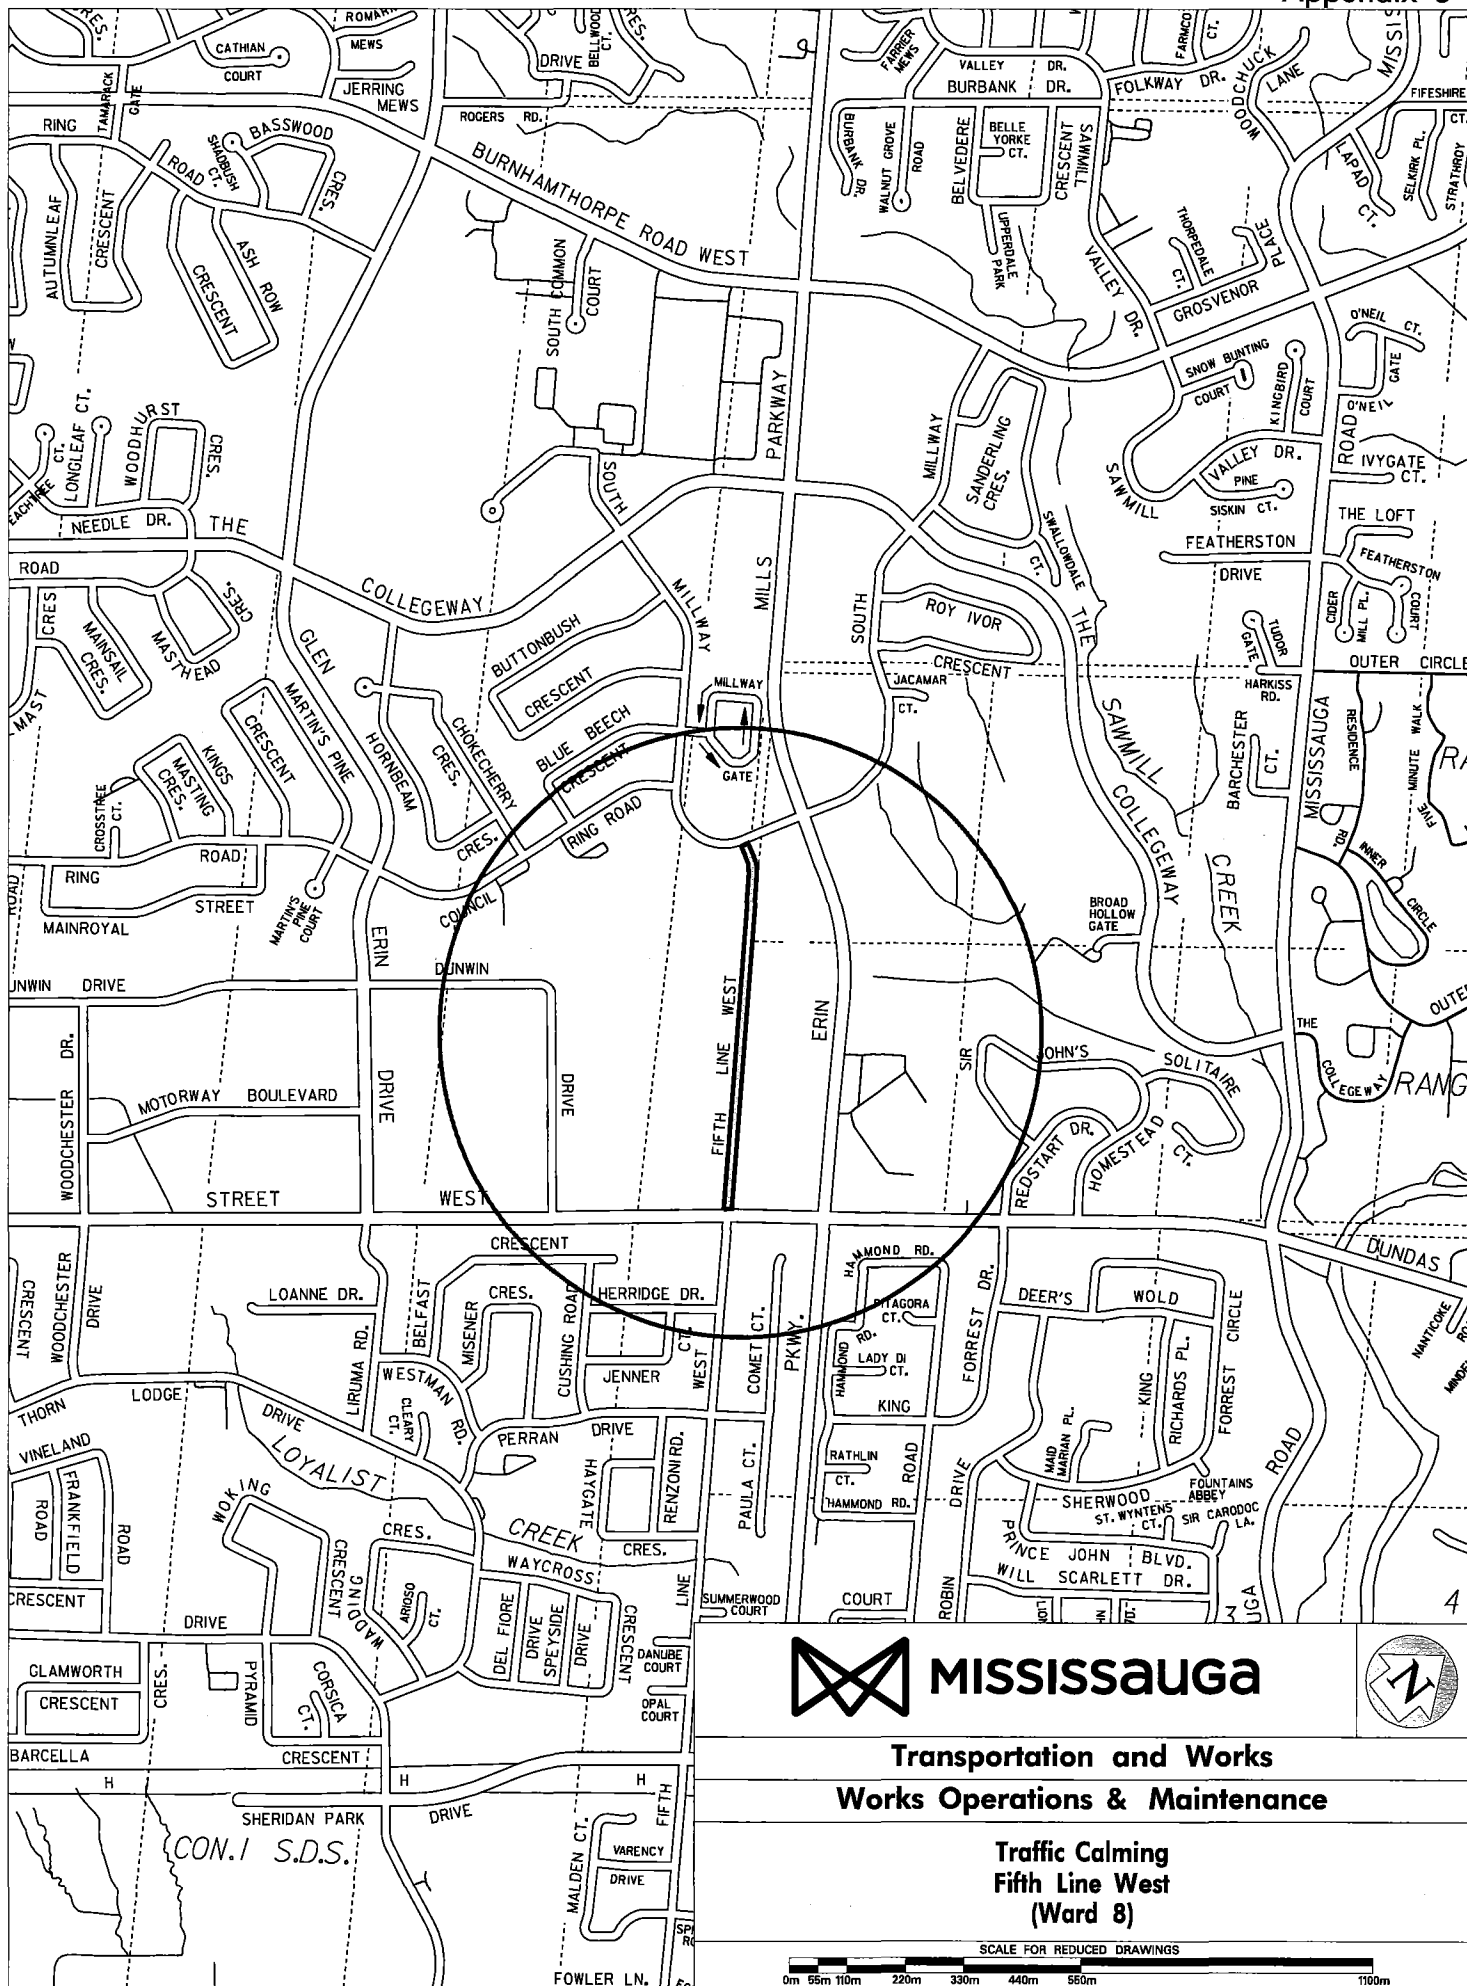 CATHIAN
COURT
MEWS
BELLWOOD
CT.
DRIVE
JERRING
MEWS
TAMARACK
GATE
ROGERS RD.
RING
ROAD
SHADBUSH
CT.
BASSWOOD
CRES.
AUTUMNLEAF
CRESCENT
ASH ROW
CRESCENT
BURNHAMTHORPE ROAD WEST
SOUTH COMMON
COURT
FARRIER
MEWS
VALLEY DR.
BURBANK DR.
FARMCO
CT.
FOLKWAY DR.
WOODCHUCK
LANE
FIFESHIRE
CT.
BURBANK DR.
WALNUT GROVE
ROAD
BELVEDERE
BELLE
YORKE
CT.
CRESCENT
SAWMILL
VALLEY DR.
UPPERDALE
PARK
LAPAD CT.
SELKIRK PL.
STRATHROY
THORPEDALE
CT.
PLACE
GROSVENOR
O'NEIL CT.
GATE
O'NEIL
SNOW BUNTING
COURT
KINGBIRD
COURT
ROAD
IVYGATE
CT.
VALLEY DR.
PINE
SISKIN CT.
SAWMILL
THE LOFT
FEATHERSTON
DRIVE
FEATHERSTON
COURT
CIDER
MILL PL.
TUDOR
GATE
HARKISS
RD.
OUTER CIRCLE
LONGLEAF CT.
CT.
WOODHURST
CRES.
NEEDLE DR.
THE
COLLEGEWAY
PARKWAY
MILLS
ERIN
MILLWAY
SANDERLING
CRES.
SWALLOWDALE
CT.
SOUTH
MILLWAY
SOUTH
ROY IVOR
CRESCENT
JACAMAR
CT.
THE
COLLEGEWAY
SAWMILL
CREEK
ROAD
CRES
MAINSAIL
CRES.
MASTHEAD
CRES.
MAST
GLEN
ERIN
DRIVE
MARTIN'S PINE
CRESCENT
HORNBEAM
CRES.
CHOKECHERRY
CRES.
BUTTONBUSH
CRESCENT
BLUE BEECH
CRESCENT
RING ROAD
MILLWAY
GATE
KINGS
MASTING
CRES.
CROSSTREE
CT.
ROAD
RING
ROAD
STREET
MAINROYAL
MARTIN'S
PINE
COURT
COUNCIL
BARCHESTER
CT.
MISSISSAUGA
RESIDENCE
RD.
FIVE MINUTE WALK
INNER
CIRCLE
BROAD
HOLLOW
GATE
THE
COLLEGEWAY
RANG
DUNWIN
DRIVE
DRIVE
WOODCHESTER DR.
MOTORWAY BOULEVARD
FIFTH LINE WEST
SIR
JOHN'S
SOLITAIRE
CT.
REDSTART DR.
HOMESTEAD
STREET
WEST
DUNDAS
CRESCENT
WOODCHESTER
DRIVE
LOANNE DR.
LIRUMA RD.
BELFAST
CRESCENT
MISENER
CRES.
CUSHING ROAD
HERRIDGE DR.
CT.
JENNER
WEST
COMET CT.
PKWY.
HAMMOND RD.
PITAGORA
CT.
HAMMOND
RD.
LADY DI
CT.
KING
FORREST DR.
DEER'S WOLD
KING
RICHARDS PL.
FORREST CIRCLE
NANTICOKE
THORN
LODGE
DRIVE
WESTMAN RD.
CLEARY
CT.
PERRAN DRIVE
LOYALIST
CREEK
VINELAND
ROAD
FRANKFIELD
ROAD
CRESCENT
WOKING
CRESCENT
HAYGATE
CRES.
RENZONI RD.
PAULA CT.
RATHLIN
CT.
HAMMOND RD.
ROAD
MAID
MARIAN PL.
SHERWOOD
FOUNTAINS
ABBEY
ST. WYNTENS
CT.
SIR CARODOC
LA.
ROAD
PRINCE JOHN BLVD.
WILL SCARLETT DR.
ROBIN
DRIVE
CRES.
WADDING
ARIOSO
CT.
WAYCROSS
CRESCENT
DEL FIORE
DRIVE
SPEYSIDE
DRIVE
LINE
SUMMERWOOD
COURT
COURT
DANUBE
COURT
OPAL
COURT
3
4
DRIVE
GLAMWORTH
CRESCENT
CRES.
PYRAMID
CORSICA
CT.
BARCELLA
CRESCENT
H
H
H
SHERIDAN PARK
DRIVE
FIFTH
CON.1 S.D.S.
MALDEN CT.
VARENCY
DRIVE
FOWLER LN.
MISSISSAUGA
N
Transportation and Works
Works Operations & Maintenance
Traffic Calming
Fifth Line West
(Ward 8)
SCALE FOR REDUCED DRAWINGS
0m 55m 110m 220m 330m 440m 550m 1100m